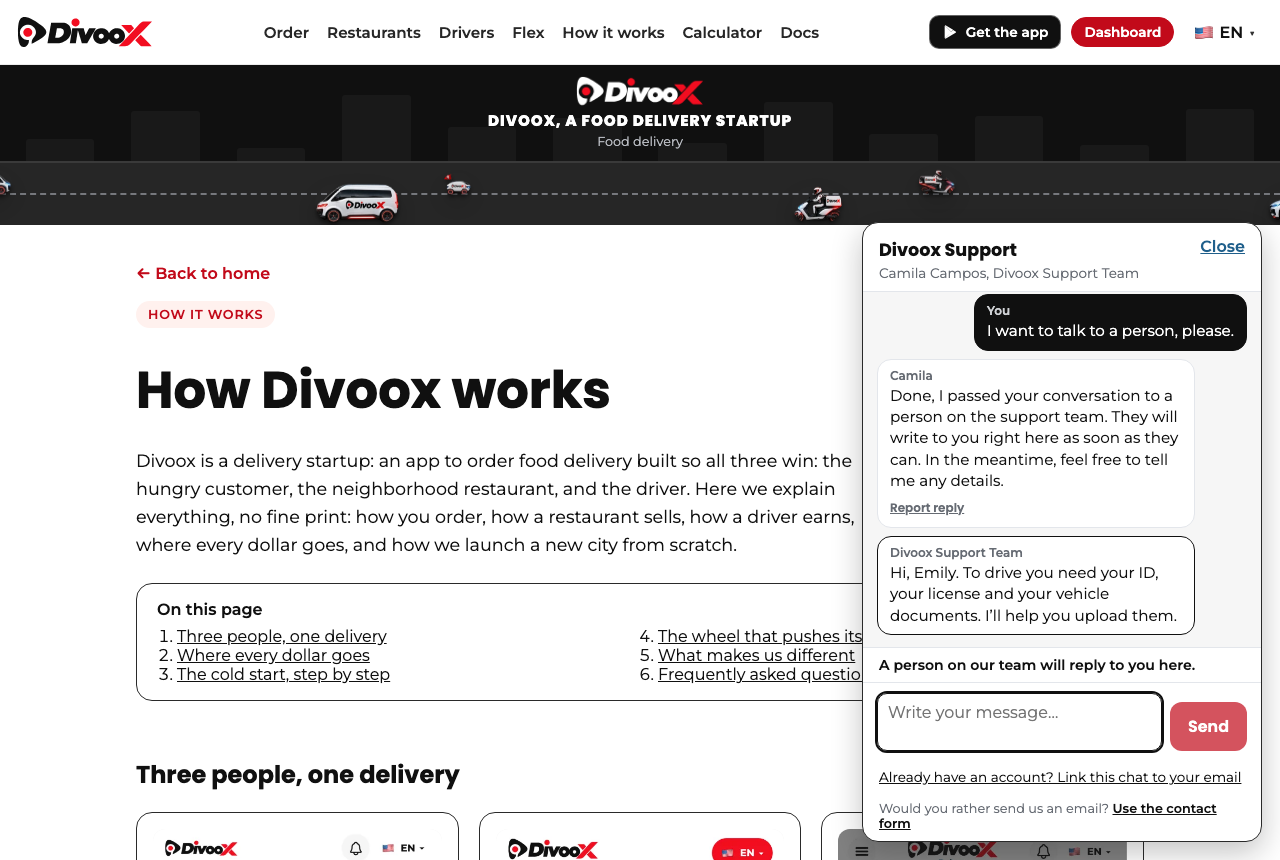 DivooX
Order Restaurants Drivers Flex How it works Calculator Docs
Get the app
Dashboard
EN
DivooX
DIVOOX, A FOOD DELIVERY STARTUP
Food delivery
DivooX
← Back to home
HOW IT WORKS
How Divoox works
Divoox is a delivery startup: an app to order food delivery built so all three win: the
hungry customer, the neighborhood restaurant, and the driver. Here we explain
everything, no fine print: how you order, how a restaurant sells, how a driver earns,
where every dollar goes, and how we launch a new city from scratch.
On this page
1. Three people, one delivery
2. Where every dollar goes
3. The cold start, step by step
4. The wheel that pushes its
5. What makes us different
6. Frequently asked questio
Three people, one delivery
DivooX
EN
DivooX
EN
DivooX
EN
Divoox Support
Close
Camila Campos, Divoox Support Team
You
I want to talk to a person, please.
Camila
Done, I passed your conversation to a
person on the support team. They will
write to you right here as soon as they
can. In the meantime, feel free to tell
me any details.
Report reply
Divoox Support Team
Hi, Emily. To drive you need your ID,
your license and your vehicle
documents. I’ll help you upload them.
A person on our team will reply to you here.
Write your message...
Send
Already have an account? Link this chat to your email
Would you rather send us an email? Use the contact
form